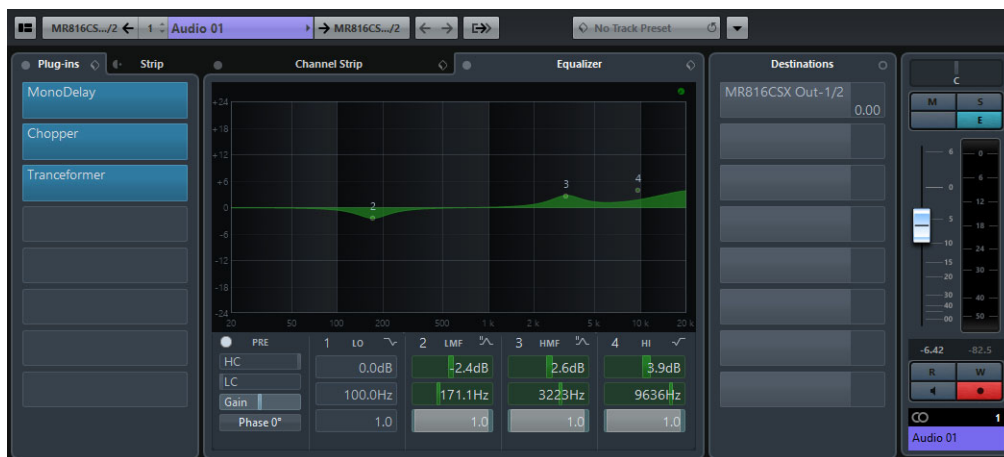 MR816CS.../2 1 Audio 01 MR816CS.../2 No Track Preset
Plug-ins Strip Channel Strip Equalizer Destinations
C
MonoDelay
Chopper
Tranceformer
+24
+18
+12
+6
0
-6
-12
-18
-24
2 3 4
20 50 100 200 500 1 k 2 k 5 k 10 k 20 k
PRE 1 LO 2 LMF 3 HMF 4 HI
HC 0.0dB -2.4dB 2.6dB 3.9dB
LC
Gain 100.0Hz 171.1Hz 3223Hz 9636Hz
Phase 0° 1.0 1.0 1.0 1.0
MR816CSX Out-1/2
0.00
M S
E
6
0
5
10
15
20
30
40
00
0
6
12
18
24
30
40
50
-6.42 -82.5
R W
1
Audio 01